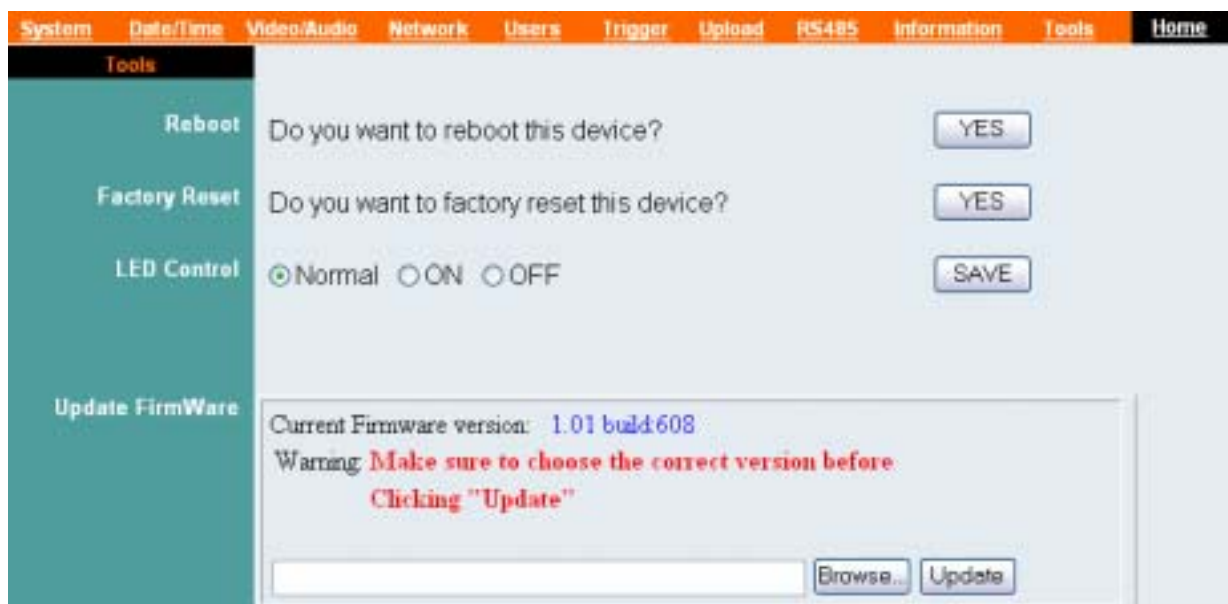 System Date/Time Video/Audio Network Users Trigger Upload RS485 Information Tools Home
Tools
Reboot Do you want to reboot this device? YES
Factory Reset Do you want to factory reset this device? YES
LED Control Normal ON OFF SAVE
Update FirmWare
Current Firmware version: 1.01 build:608
Warning: Make sure to choose the correct version before
Clicking "Update"
Browse... Update